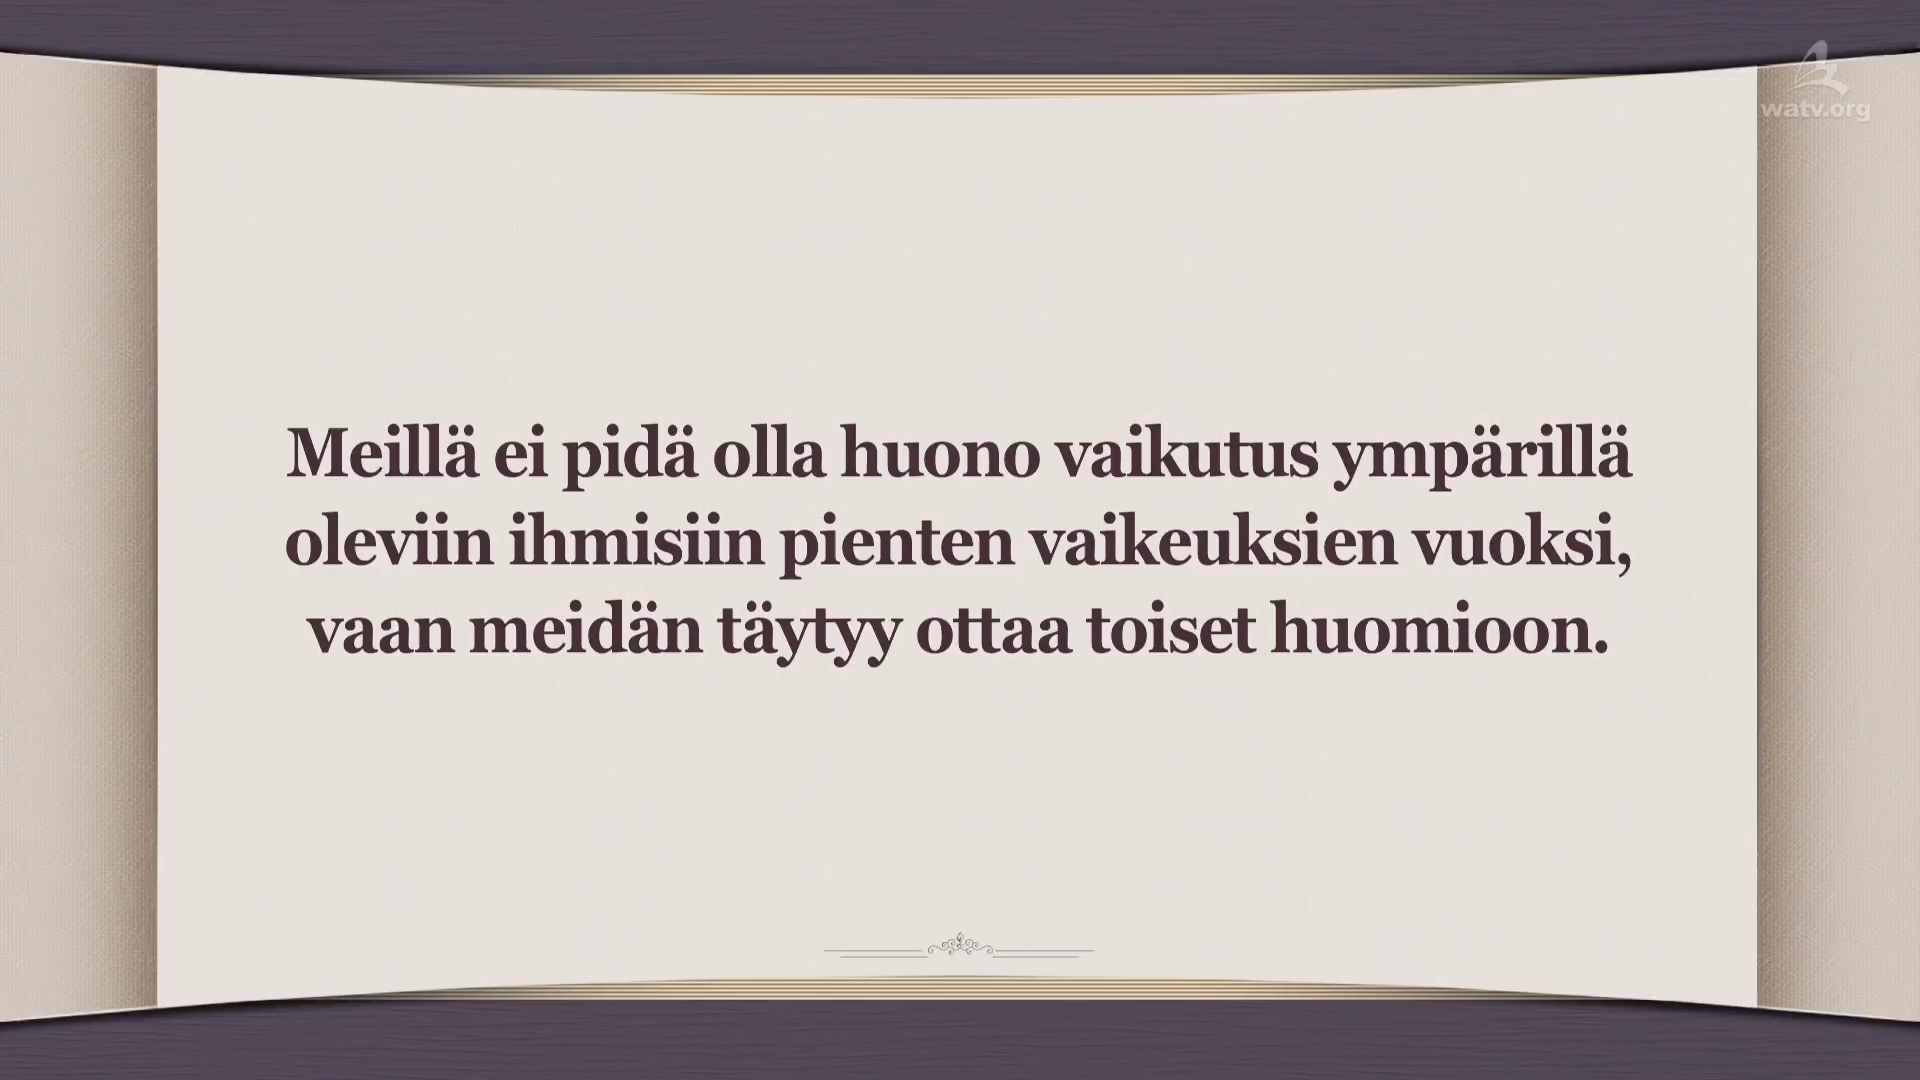 watv.org
Meillä ei pidä olla huono vaikutus ympärillä
oleviin ihmisiin pienten vaikeuksien vuoksi,
vaan meidän täytyy ottaa toiset huomioon.